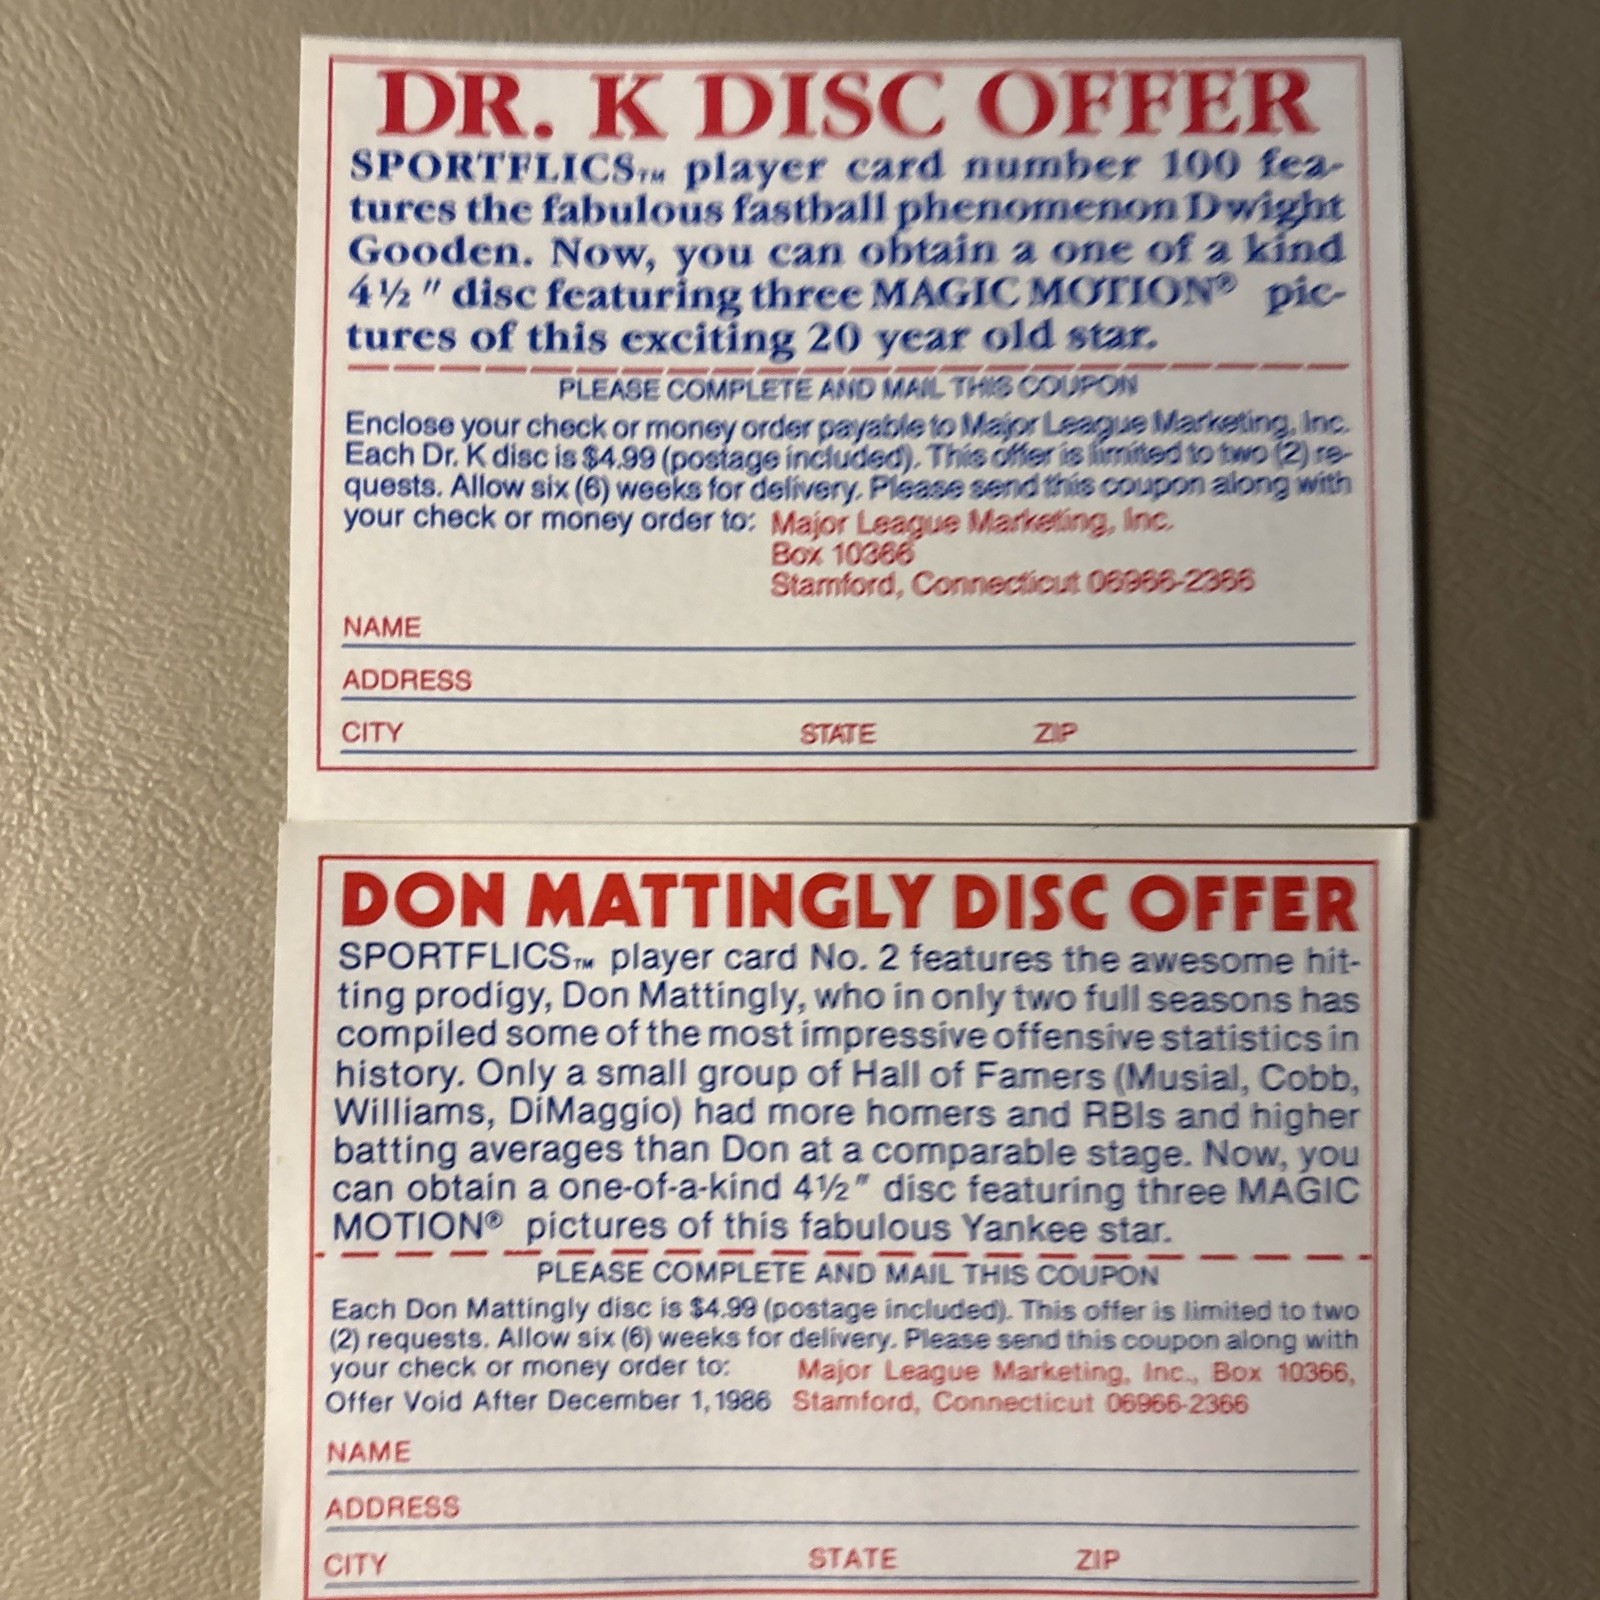 DR. K DISC OFFER
SPORTFLICS™ player card number 100 fea-
tures the fabulous fastball phenomenon Dwight
Gooden. Now, you can obtain a one of a kind
4½" disc featuring three MAGIC MOTION® pic-
tures of this exciting 20 year old star.
PLEASE COMPLETE AND MAIL THIS COUPON
Enclose your check or money order payable to Major League Marketing, Inc.
Each Dr. K disc is $4.99 (postage included). This offer is limited to two (2) re-
quests. Allow six (6) weeks for delivery. Please send this coupon along with
your check or money order to: Major League Marketing, Inc.
Box 10366
Stamford, Connecticut 06966-2366
NAME
ADDRESS
CITY STATE ZIP
DON MATTINGLY DISC OFFER
SPORTFLICS™ player card No. 2 features the awesome hit-
ting prodigy, Don Mattingly, who in only two full seasons has
compiled some of the most impressive offensive statistics in
history. Only a small group of Hall of Famers (Musial, Cobb,
Williams, DiMaggio) had more homers and RBIs and higher
batting averages than Don at a comparable stage. Now, you
can obtain a one-of-a-kind 4½" disc featuring three MAGIC
MOTION® pictures of this fabulous Yankee star.
PLEASE COMPLETE AND MAIL THIS COUPON
Each Don Mattingly disc is $4.99 (postage included). This offer is limited to two
(2) requests. Allow six (6) weeks for delivery. Please send this coupon along with
your check or money order to: Major League Marketing, Inc., Box 10366,
Offer Void After December 1, 1986 Stamford, Connecticut 06966-2366
NAME
ADDRESS
CITY STATE ZIP